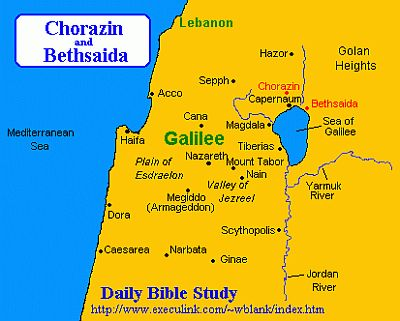 Chorazin
and
Bethsaida
Lebanon
Hazor
Golan
Heights
Sepph
Chorazin
Acco
(Capernaum)
Bethsaida
Cana
Magdala
Sea of
Galilee
Mediterranean
Sea
Haifa
Galilee
Tiberias
Plain of
Esdraelon
Nazareth
Mount Tabor
Nain
Valley of
Jezreel
Yarmuk
River
Megiddo
(Armageddon)
Dora
Scythopolis
Caesarea
Narbata
Ginae
Jordan
River
Daily Bible Study
http://www.execulink.com/~wblank/index.htm